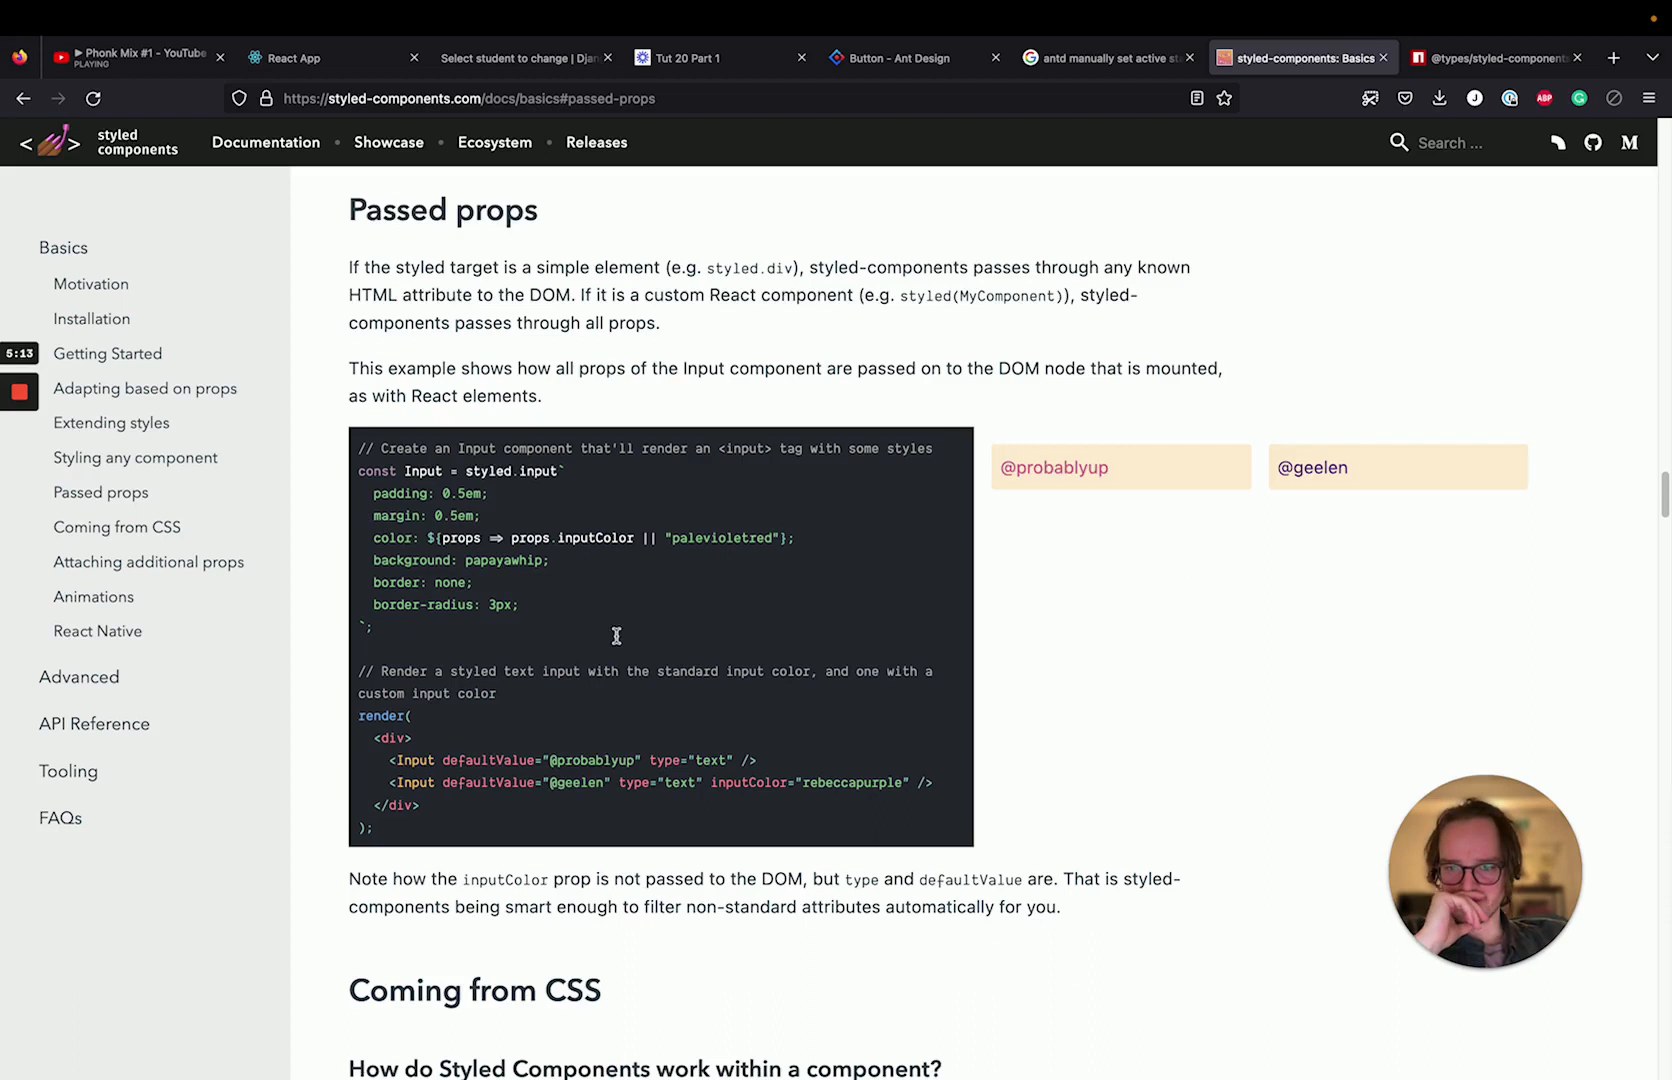 ▶ Phonk Mix #1 - YouTube
PLAYING
React App
Select student to change | Djan
Tut 20 Part 1
Button - Ant Design
antd manually set active sta
styled-components: Basics
@types/styled-components
https://styled-components.com/docs/basics#passed-props
ABP
styled
components
Documentation • Showcase • Ecosystem • Releases
Search ...
Basics
Motivation
Installation
5:13
Getting Started
Adapting based on props
Extending styles
Styling any component
Passed props
Coming from CSS
Attaching additional props
Animations
React Native
Advanced
API Reference
Tooling
FAQs
Passed props
If the styled target is a simple element (e.g. styled.div), styled-components passes through any known
HTML attribute to the DOM. If it is a custom React component (e.g. styled(MyComponent)), styled-
components passes through all props.
This example shows how all props of the Input component are passed on to the DOM node that is mounted,
as with React elements.
// Create an Input component that'll render an <input> tag with some styles
const Input = styled.input`
padding: 0.5em;
margin: 0.5em;
color: ${props => props.inputColor || "palevioletred"};
background: papayawhip;
border: none;
border-radius: 3px;
`;
// Render a styled text input with the standard input color, and one with a
custom input color
render(
<div>
<Input defaultValue="@probablyup" type="text" />
<Input defaultValue="@geelen" type="text" inputColor="rebeccapurple" />
</div>
);
@probablyup
@geelen
Note how the inputColor prop is not passed to the DOM, but type and defaultValue are. That is styled-
components being smart enough to filter non-standard attributes automatically for you.
Coming from CSS
How do Styled Components work within a component?